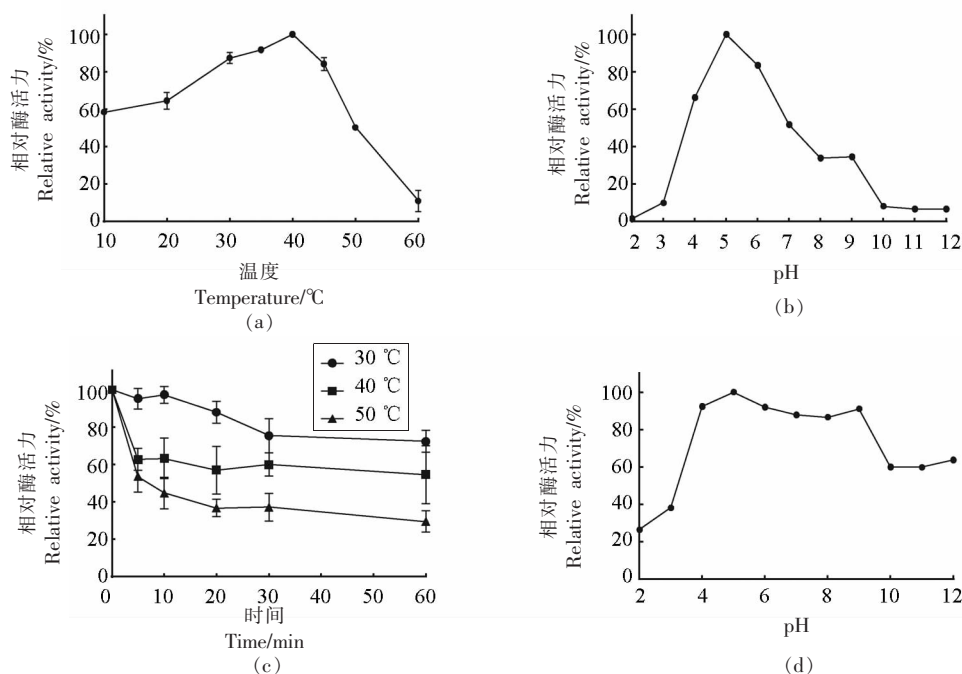 相对酶活力
Relative activity/%
100
80
60
40
20
0
10 20 30 40 50 60
温度
Temperature/℃
(a)
相对酶活力
Relative activity/%
100
80
60
40
20
0
2 3 4 5 6 7 8 9 10 11 12
pH
(b)
30 ℃
40 ℃
50 ℃
相对酶活力
Relative activity/%
100
80
60
40
20
0
0 10 20 30 40 50 60
时间
Time/min
(c)
相对酶活力
Relative activity/%
100
80
60
40
20
0
2 4 6 8 10 12
pH
(d)